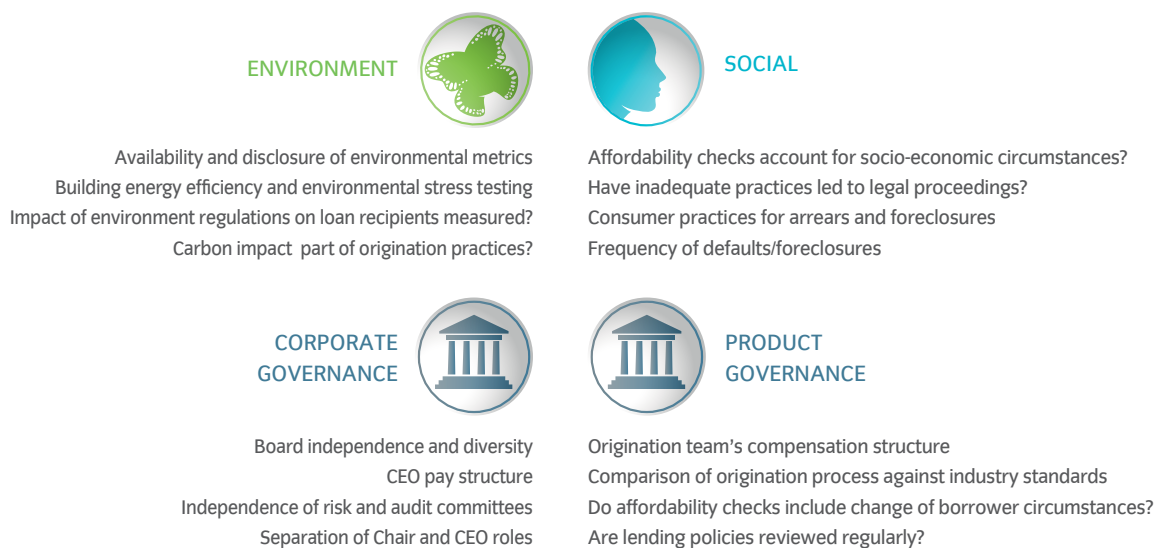 ENVIRONMENT
Availability and disclosure of environmental metrics
Building energy efficiency and environmental stress testing
Impact of environment regulations on loan recipients measured?
Carbon impact part of origination practices?
SOCIAL
Affordability checks account for socio-economic circumstances?
Have inadequate practices led to legal proceedings?
Consumer practices for arrears and foreclosures
Frequency of defaults/foreclosures
CORPORATE
GOVERNANCE
Board independence and diversity
CEO pay structure
Independence of risk and audit committees
Separation of Chair and CEO roles
PRODUCT
GOVERNANCE
Origination team’s compensation structure
Comparison of origination process against industry standards
Do affordability checks include change of borrower circumstances?
Are lending policies reviewed regularly?